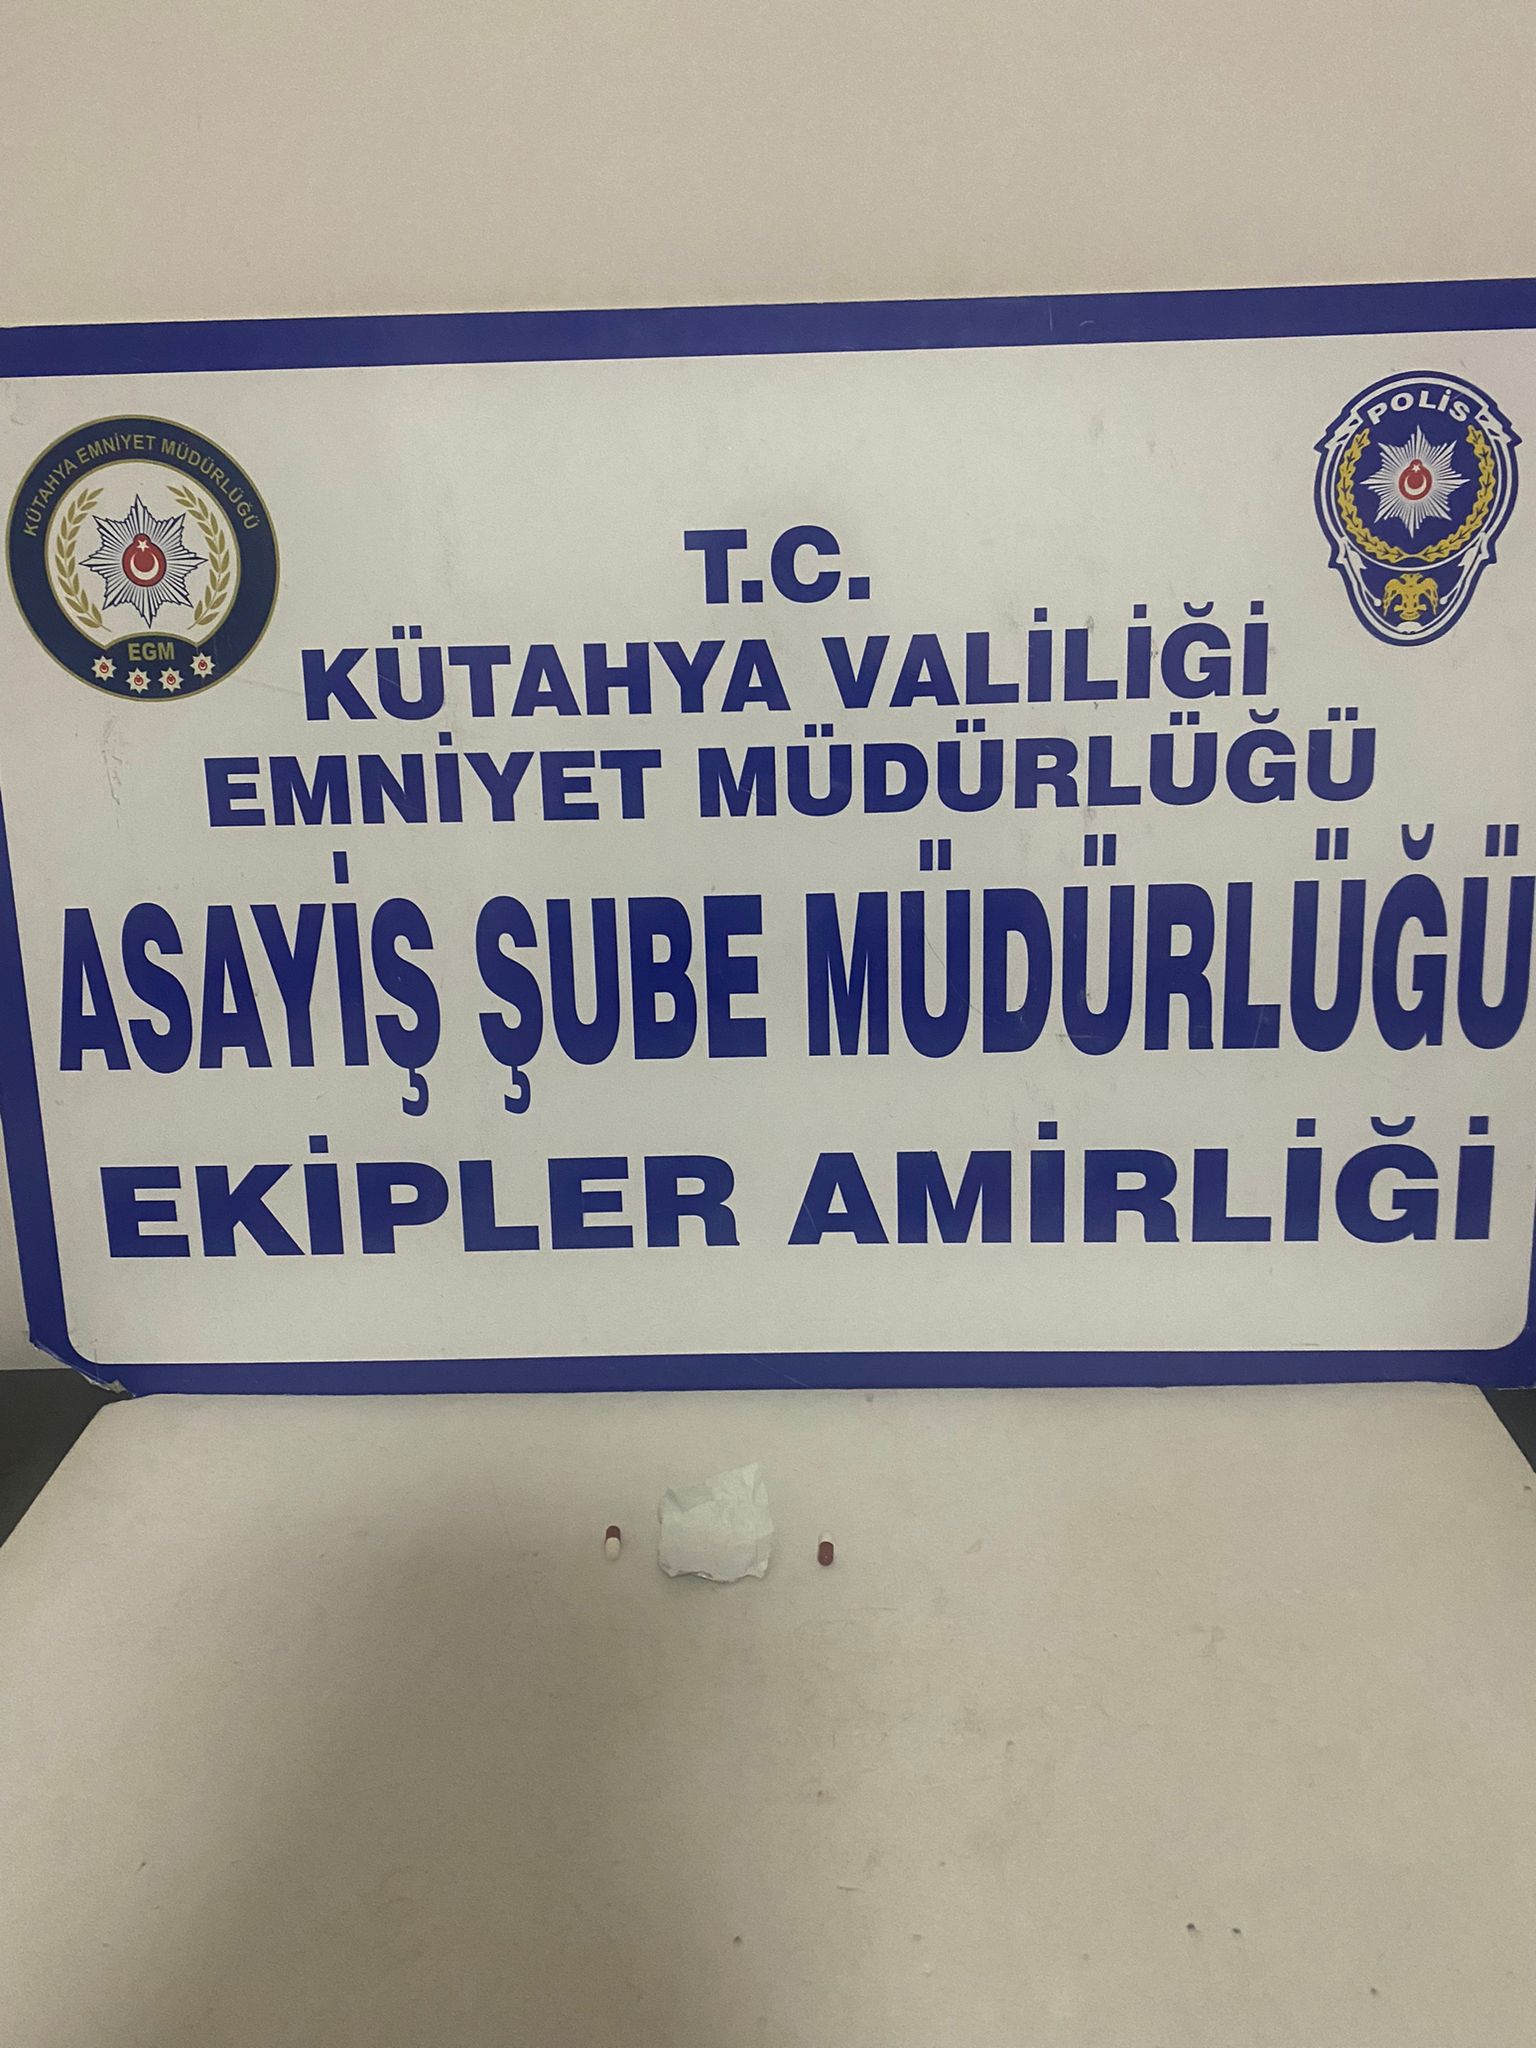 KÜTAHYA EMNİYET MÜDÜRLÜĞÜ
EGM
POLİS
T.C.
KÜTAHYA VALİLİĞİ
EMNİYET MÜDÜRLÜĞÜ
ASAYİŞ ŞUBE MÜDÜRLÜĞÜ
EKİPLER AMİRLİĞİ